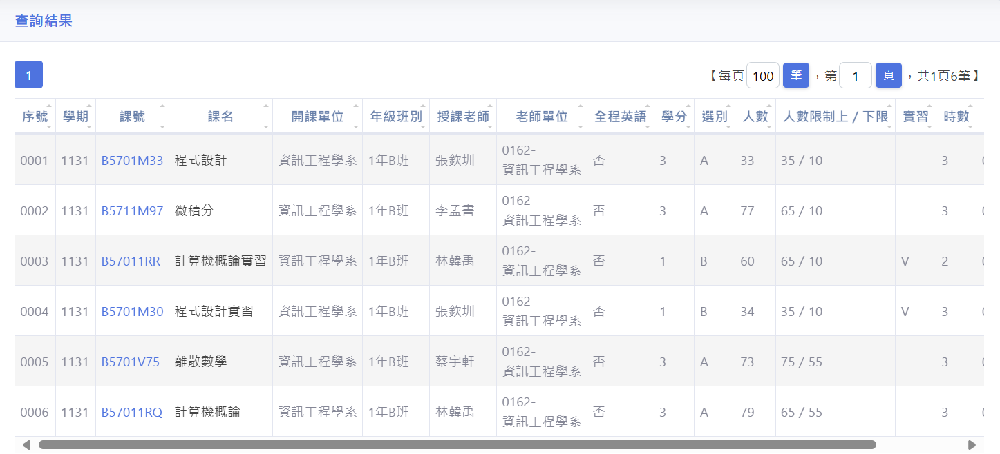 查詢結果
1
【每頁 100 筆 ，第 1 頁 ，共1頁6筆】
序號 學期 課號 課名 開課單位 年級班別 授課老師 老師單位 全程英語 學分 選別 人數 人數限制上 / 下限 實習 時數
0001 1131 B5701M33 程式設計 資訊工程學系 1年B班 張欽圳 0162- 否 3 A 33 35 / 10 3
資訊工程學系
0002 1131 B5711M97 微積分 資訊工程學系 1年B班 李孟書 0162- 否 3 A 77 65 / 10 3
資訊工程學系
0003 1131 B57011RR 計算機概論實習 資訊工程學系 1年B班 林韓禹 0162- 否 1 B 60 65 / 10 V 2
資訊工程學系
0004 1131 B5701M30 程式設計實習 資訊工程學系 1年B班 張欽圳 0162- 否 1 B 34 35 / 10 V 3
資訊工程學系
0005 1131 B5701V75 離散數學 資訊工程學系 1年B班 蔡宇軒 0162- 否 3 A 73 75 / 55 3
資訊工程學系
0006 1131 B57011RQ 計算機概論 資訊工程學系 1年B班 林韓禹 0162- 否 3 A 79 65 / 55 3
資訊工程學系